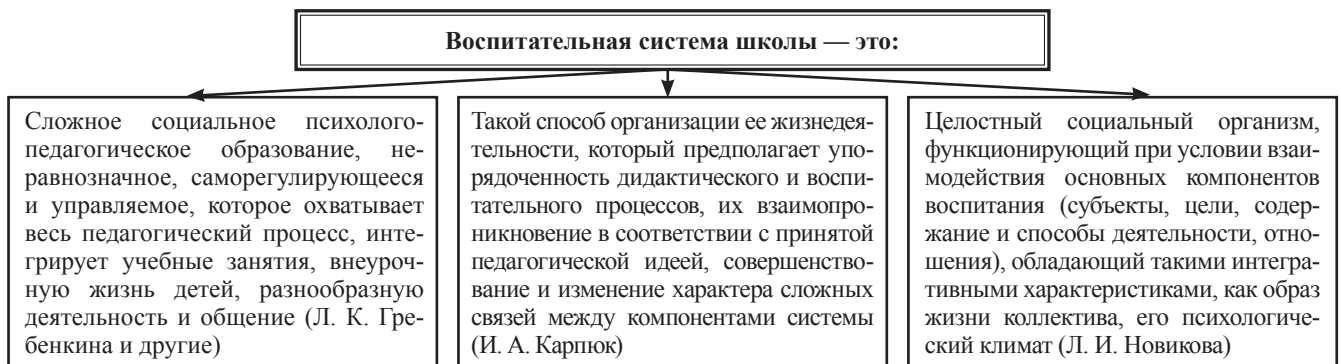 Воспитательная система школы — это:
Сложное социальное психолого-
педагогическое образование, не-
равнозначное, саморегулирующееся
и управляемое, которое охватывает
весь педагогический процесс, инте-
грирует учебные занятия, внеуроч-
ную жизнь детей, разнообразную
деятельность и общение (Л. К. Гре-
бенкина и другие)
Такой способ организации ее жизнедея-
тельности, который предполагает упо-
рядоченность дидактического и воспи-
тательного процессов, их взаимопро-
никновение в соответствии с принятой
педагогической идеей, совершенство-
вание и изменение характера сложных
связей между компонентами системы
(И. А. Карпюк)
Целостный социальный организм,
функционирующий при условии взаи-
модействия основных компонентов
воспитания (субъекты, цели, содер-
жание и способы деятельности, отно-
шения), обладающий такими интегра-
тивными характеристиками, как образ
жизни коллектива, его психологиче-
ский климат (Л. И. Новикова)